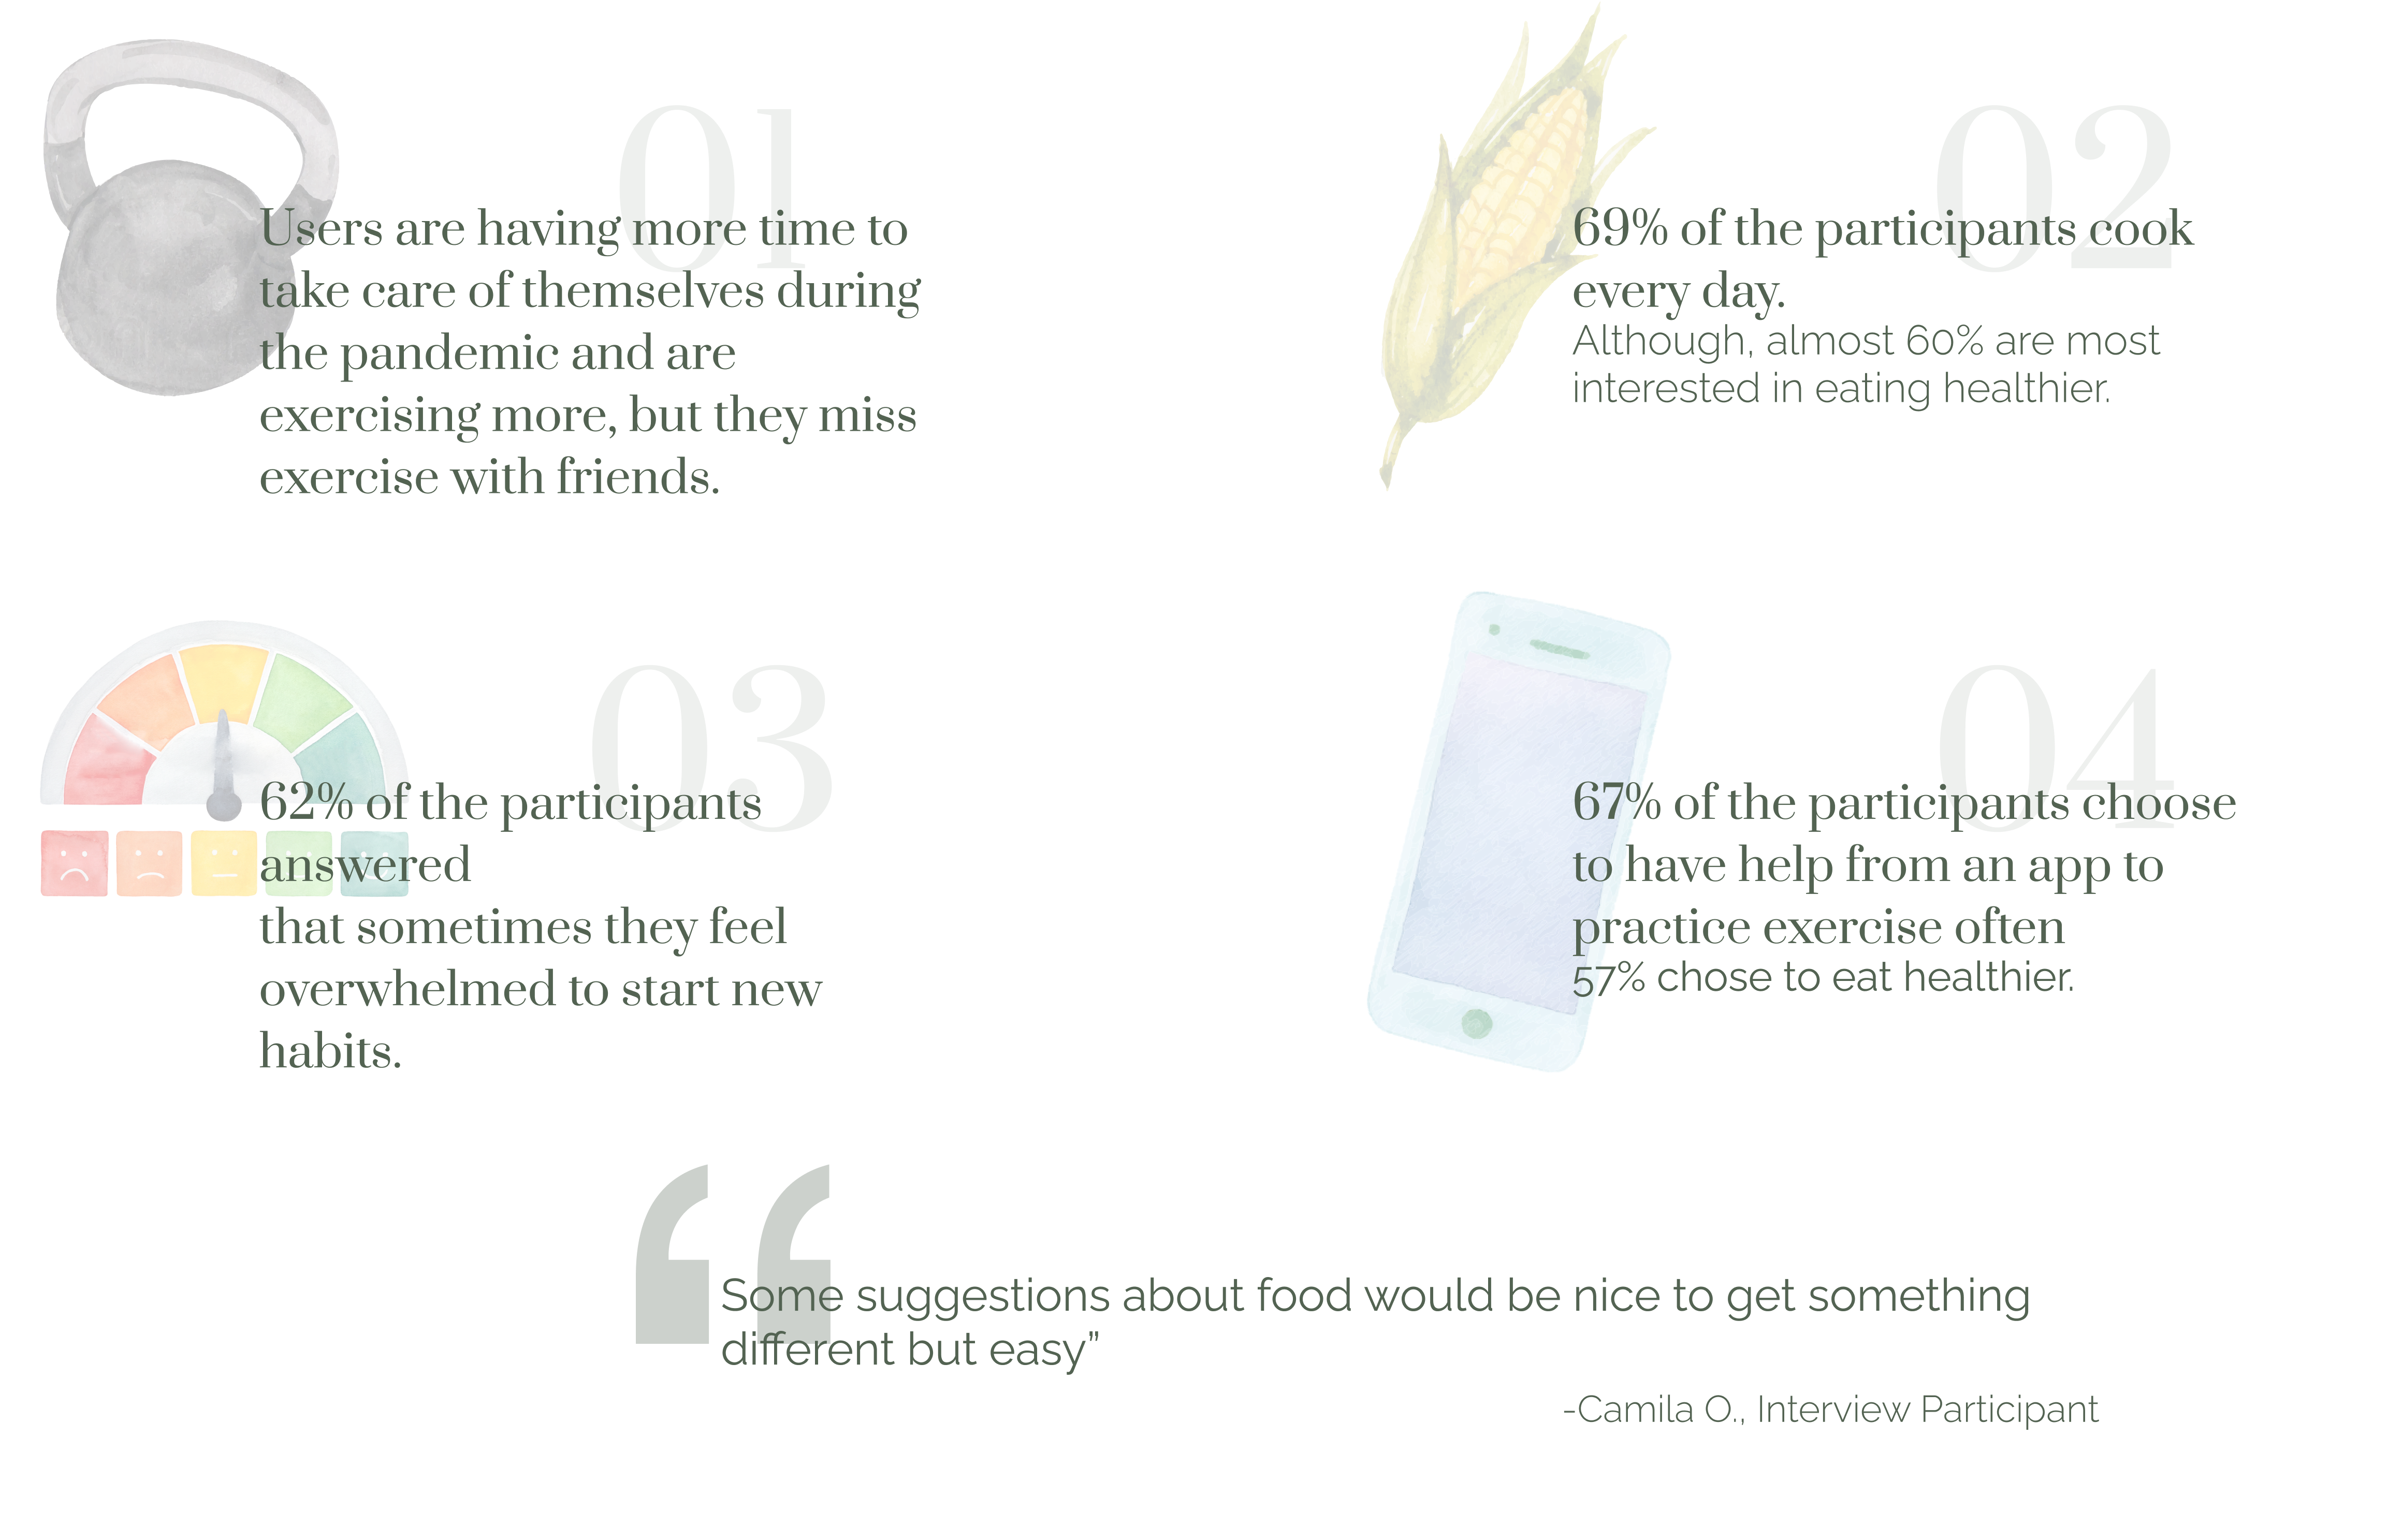 01
Users are having more time to
take care of themselves during
the pandemic and are
exercising more, but they miss
exercise with friends.
02
69% of the participants cook
every day.
Although, almost 60% are most
interested in eating healthier.
03
62% of the participants
answered
that sometimes they feel
overwhelmed to start new
habits.
04
67% of the participants choose
to have help from an app to
practice exercise often
57% chose to eat healthier.
“Some suggestions about food would be nice to get something
different but easy”
-Camila O., Interview Participant